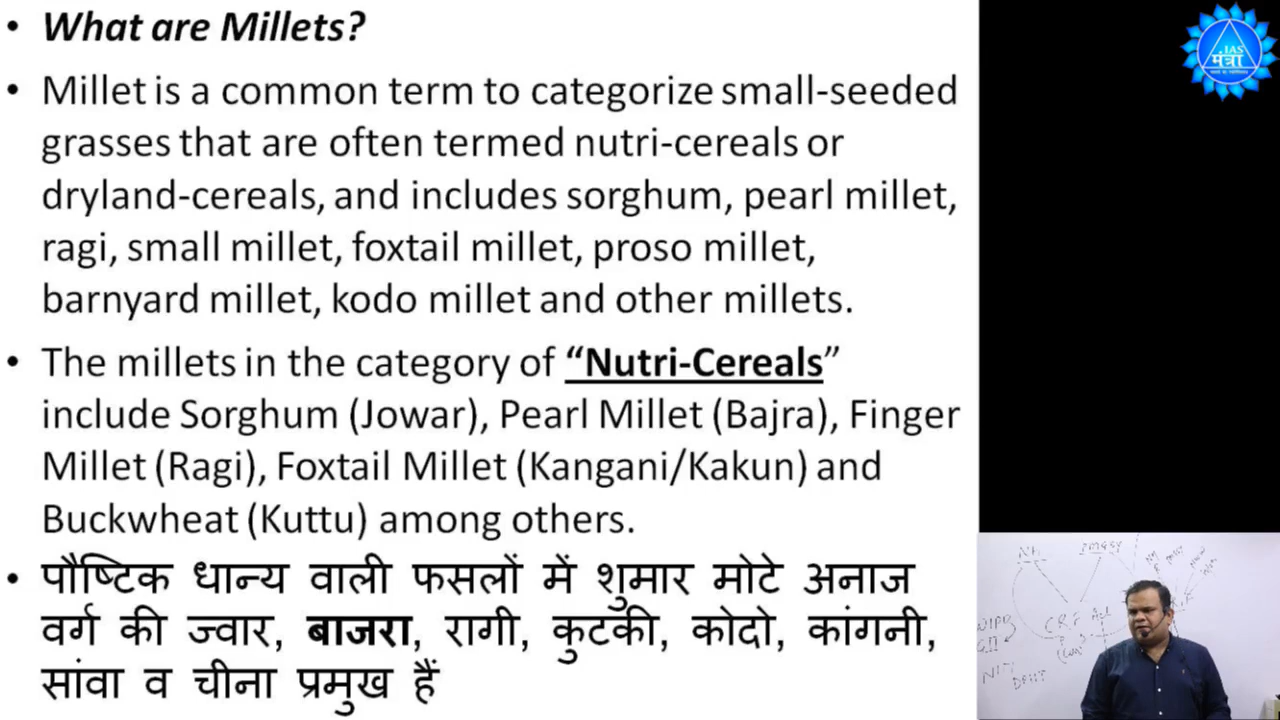 • What are Millets?
• Millet is a common term to categorize small-seeded
grasses that are often termed nutri-cereals or
dryland-cereals, and includes sorghum, pearl millet,
ragi, small millet, foxtail millet, proso millet,
barnyard millet, kodo millet and other millets.
• The millets in the category of “Nutri-Cereals”
include Sorghum (Jowar), Pearl Millet (Bajra), Finger
Millet (Ragi), Foxtail Millet (Kangani/Kakun) and
Buckwheat (Kuttu) among others.
• पौष्टिक धान्य वाली फसलों में शुमार मोटे अनाज
वर्ग की ज्वार, बाजरा, रागी, कुटकी, कोदो, कांगनी,
सांवा व चीना प्रमुख हैं
IAS
मंत्रा